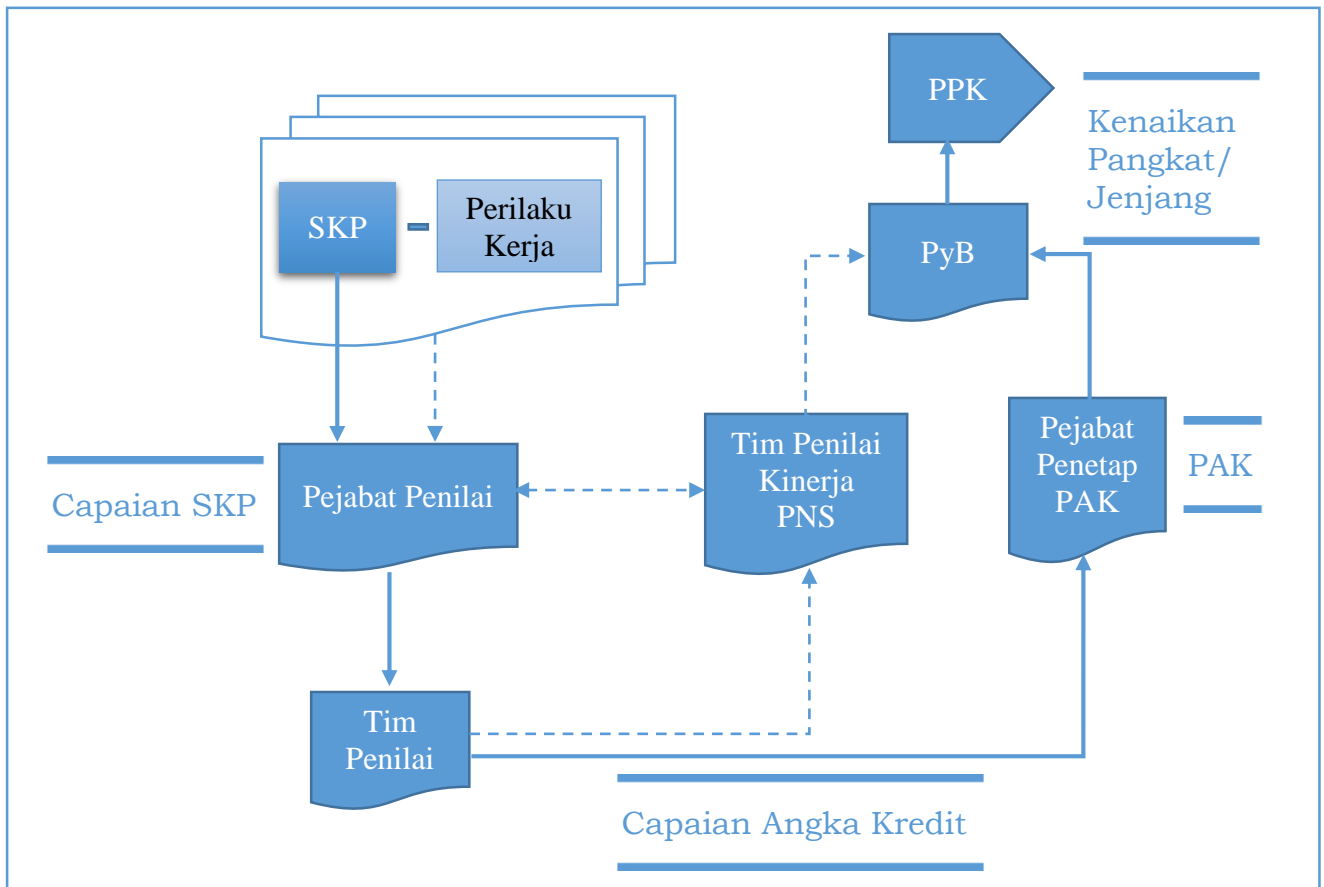 PPK
Kenaikan
Pangkat/
Jenjang
SKP
Perilaku
Kerja
PyB
Capaian SKP
Pejabat Penilai
Tim Penilai
Kinerja
PNS
Pejabat
Penetap
PAK
PAK
Tim
Penilai
Capaian Angka Kredit